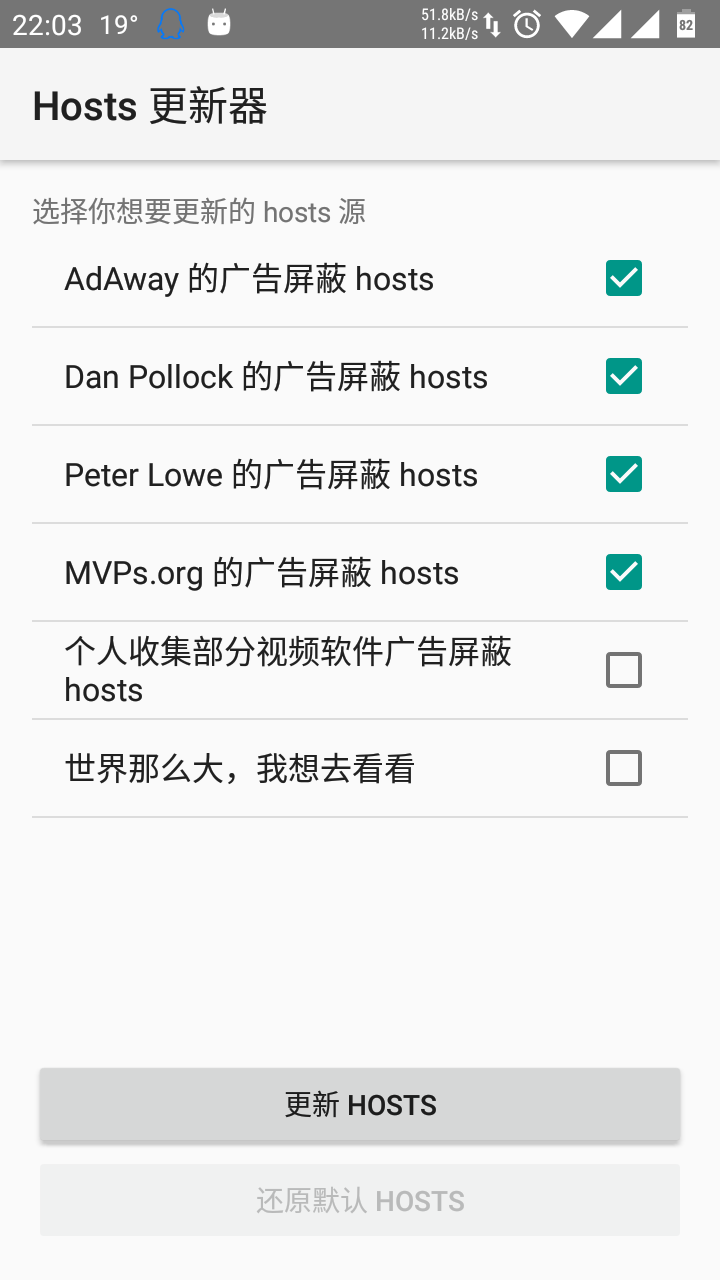 22:03 19° 51.8kB/s
11.2kB/s 82
Hosts 更新器
选择你想要更新的 hosts 源
AdAway 的广告屏蔽 hosts
Dan Pollock 的广告屏蔽 hosts
Peter Lowe 的广告屏蔽 hosts
MVPs.org 的广告屏蔽 hosts
个人收集部分视频软件广告屏蔽
hosts
世界那么大，我想去看看
更新 HOSTS
还原默认 HOSTS